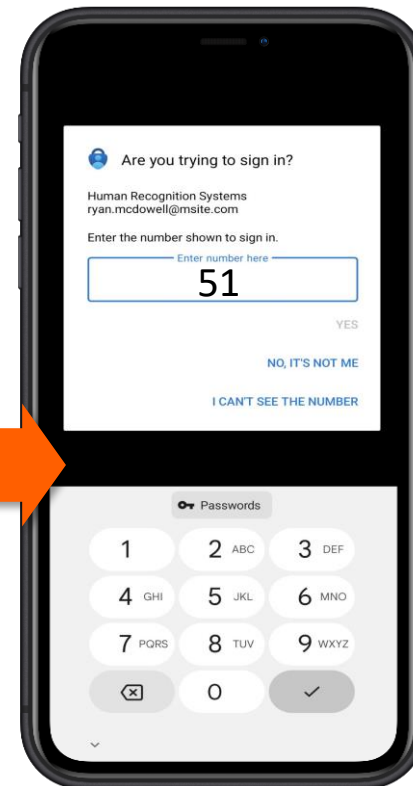 Are you trying to sign in?
Human Recognition Systems
ryan.mcdowell@msite.com
Enter the number shown to sign in.
Enter number here
51
YES
NO, IT'S NOT ME
I CAN'T SEE THE NUMBER
Passwords
1 2 ABC 3 DEF
4 GHI 5 JKL 6 MNO
7 PQRS 8 TUV 9 WXYZ
0